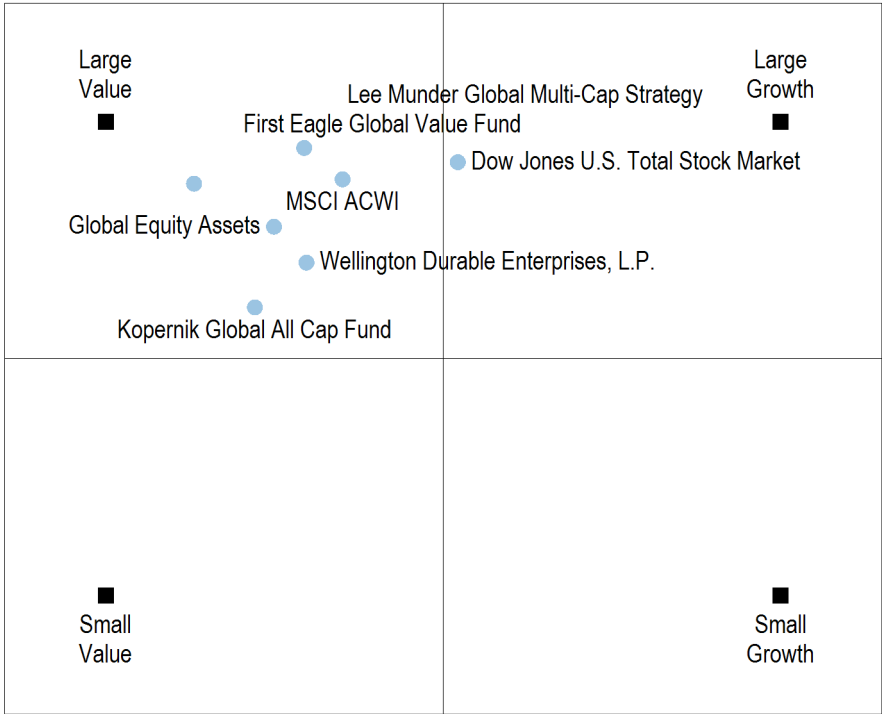 Large
Value
Large
Growth
Lee Munder Global Multi-Cap Strategy
First Eagle Global Value Fund
Dow Jones U.S. Total Stock Market
MSCI ACWI
Global Equity Assets
Wellington Durable Enterprises, L.P.
Kopernik Global All Cap Fund
Small
Value
Small
Growth